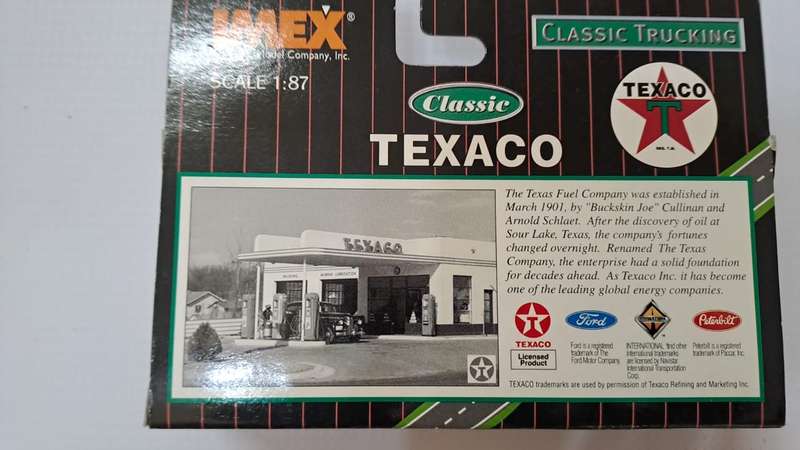 IMEX®
Model Company, Inc.
SCALE 1:87
CLASSIC TRUCKING
Classic
TEXACO
TEXACO
T
REG. T.M.
TEXACO
The Texas Fuel Company was established in
March 1901, by "Buckskin Joe" Cullinan and
Arnold Schlaet. After the discovery of oil at
Sour Lake, Texas, the company's fortunes
changed overnight. Renamed The Texas
Company, the enterprise had a solid foundation
for decades ahead. As Texaco Inc. it has become
one of the leading global energy companies.
T
TEXACO
Licensed
Product
Ford
Ford is a registered
trademark of The
Ford Motor Company.
INTERNATIONAL and other
international trademarks
are licensed by Navistar
International Transportation
Corp.
Peterbilt
Peterbilt is a registered
trademark of Paccar, Inc.
TEXACO trademarks are used by permission of Texaco Refining and Marketing Inc.